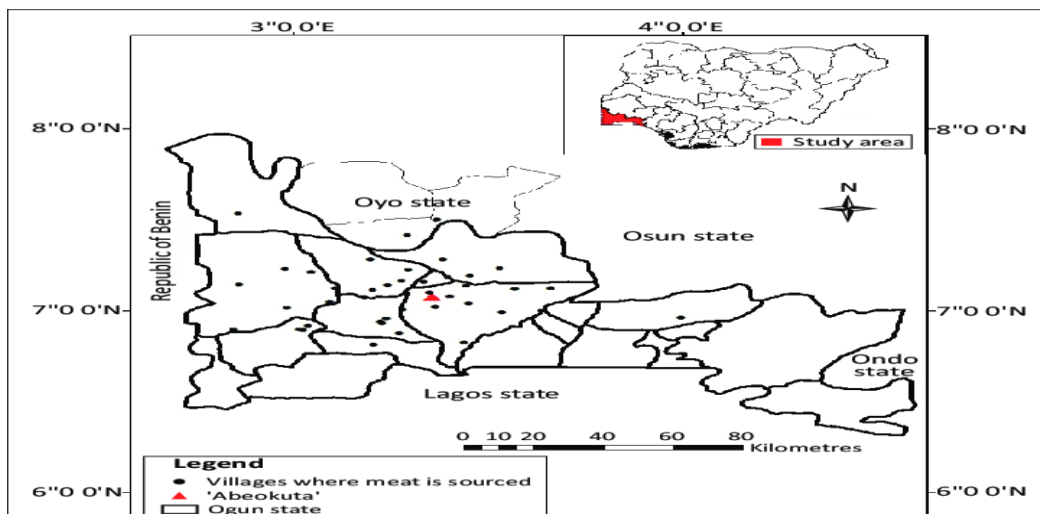 3"0 0'E 4"0 0'E
8"0 0'N 8"0 0'N
Study area
N
Oyo state
Osun state
Republic of Benin
7"0 0'N 7"0 0'N
Ondo
state
Lagos state
0 10 20 40 60 80
Kilometres
Legend
Villages where meat is sourced
'Abeokuta'
Ogun state
6"0 0'N 6"0 0'N